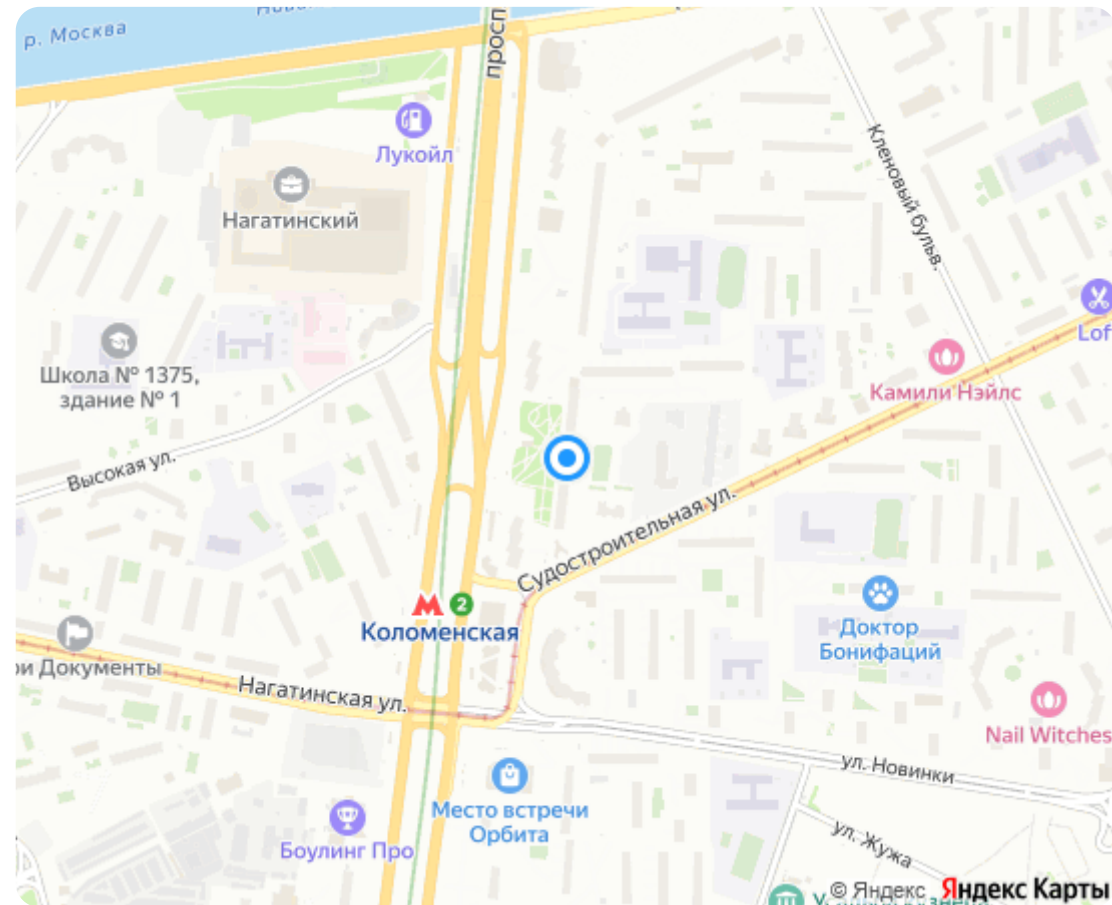 р. Москва
просп
Лукойл
Нагатинский
Кленовый бульв.
Lof
Камили Нэйлс
Школа № 1375,
здание № 1
Высокая ул.
Судостроительная ул.
2
Коломенская
Доктор
Бонифаций
ри Документы
Нагатинская ул.
Nail Witches
ул. Новинки
Место встречи
Орбита
Боулинг Про
ул. Жужа
© Яндекс Яндекс Карты